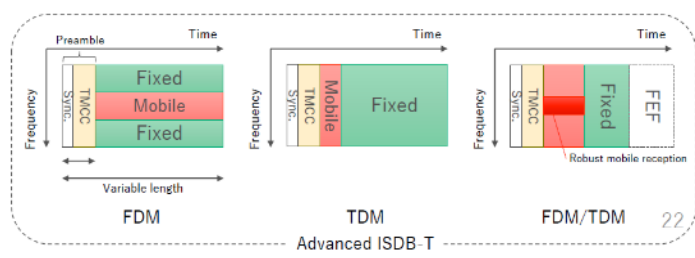 Preamble
Time
Frequency
Sync.
TMCC
Fixed
Mobile
Fixed
Variable length
FDM
Time
Frequency
Sync.
TMCC
Mobile
Fixed
TDM
Time
Frequency
Sync.
TMCC
Fixed
FEF
Robust mobile reception
FDM/TDM
22
Advanced ISDB-T